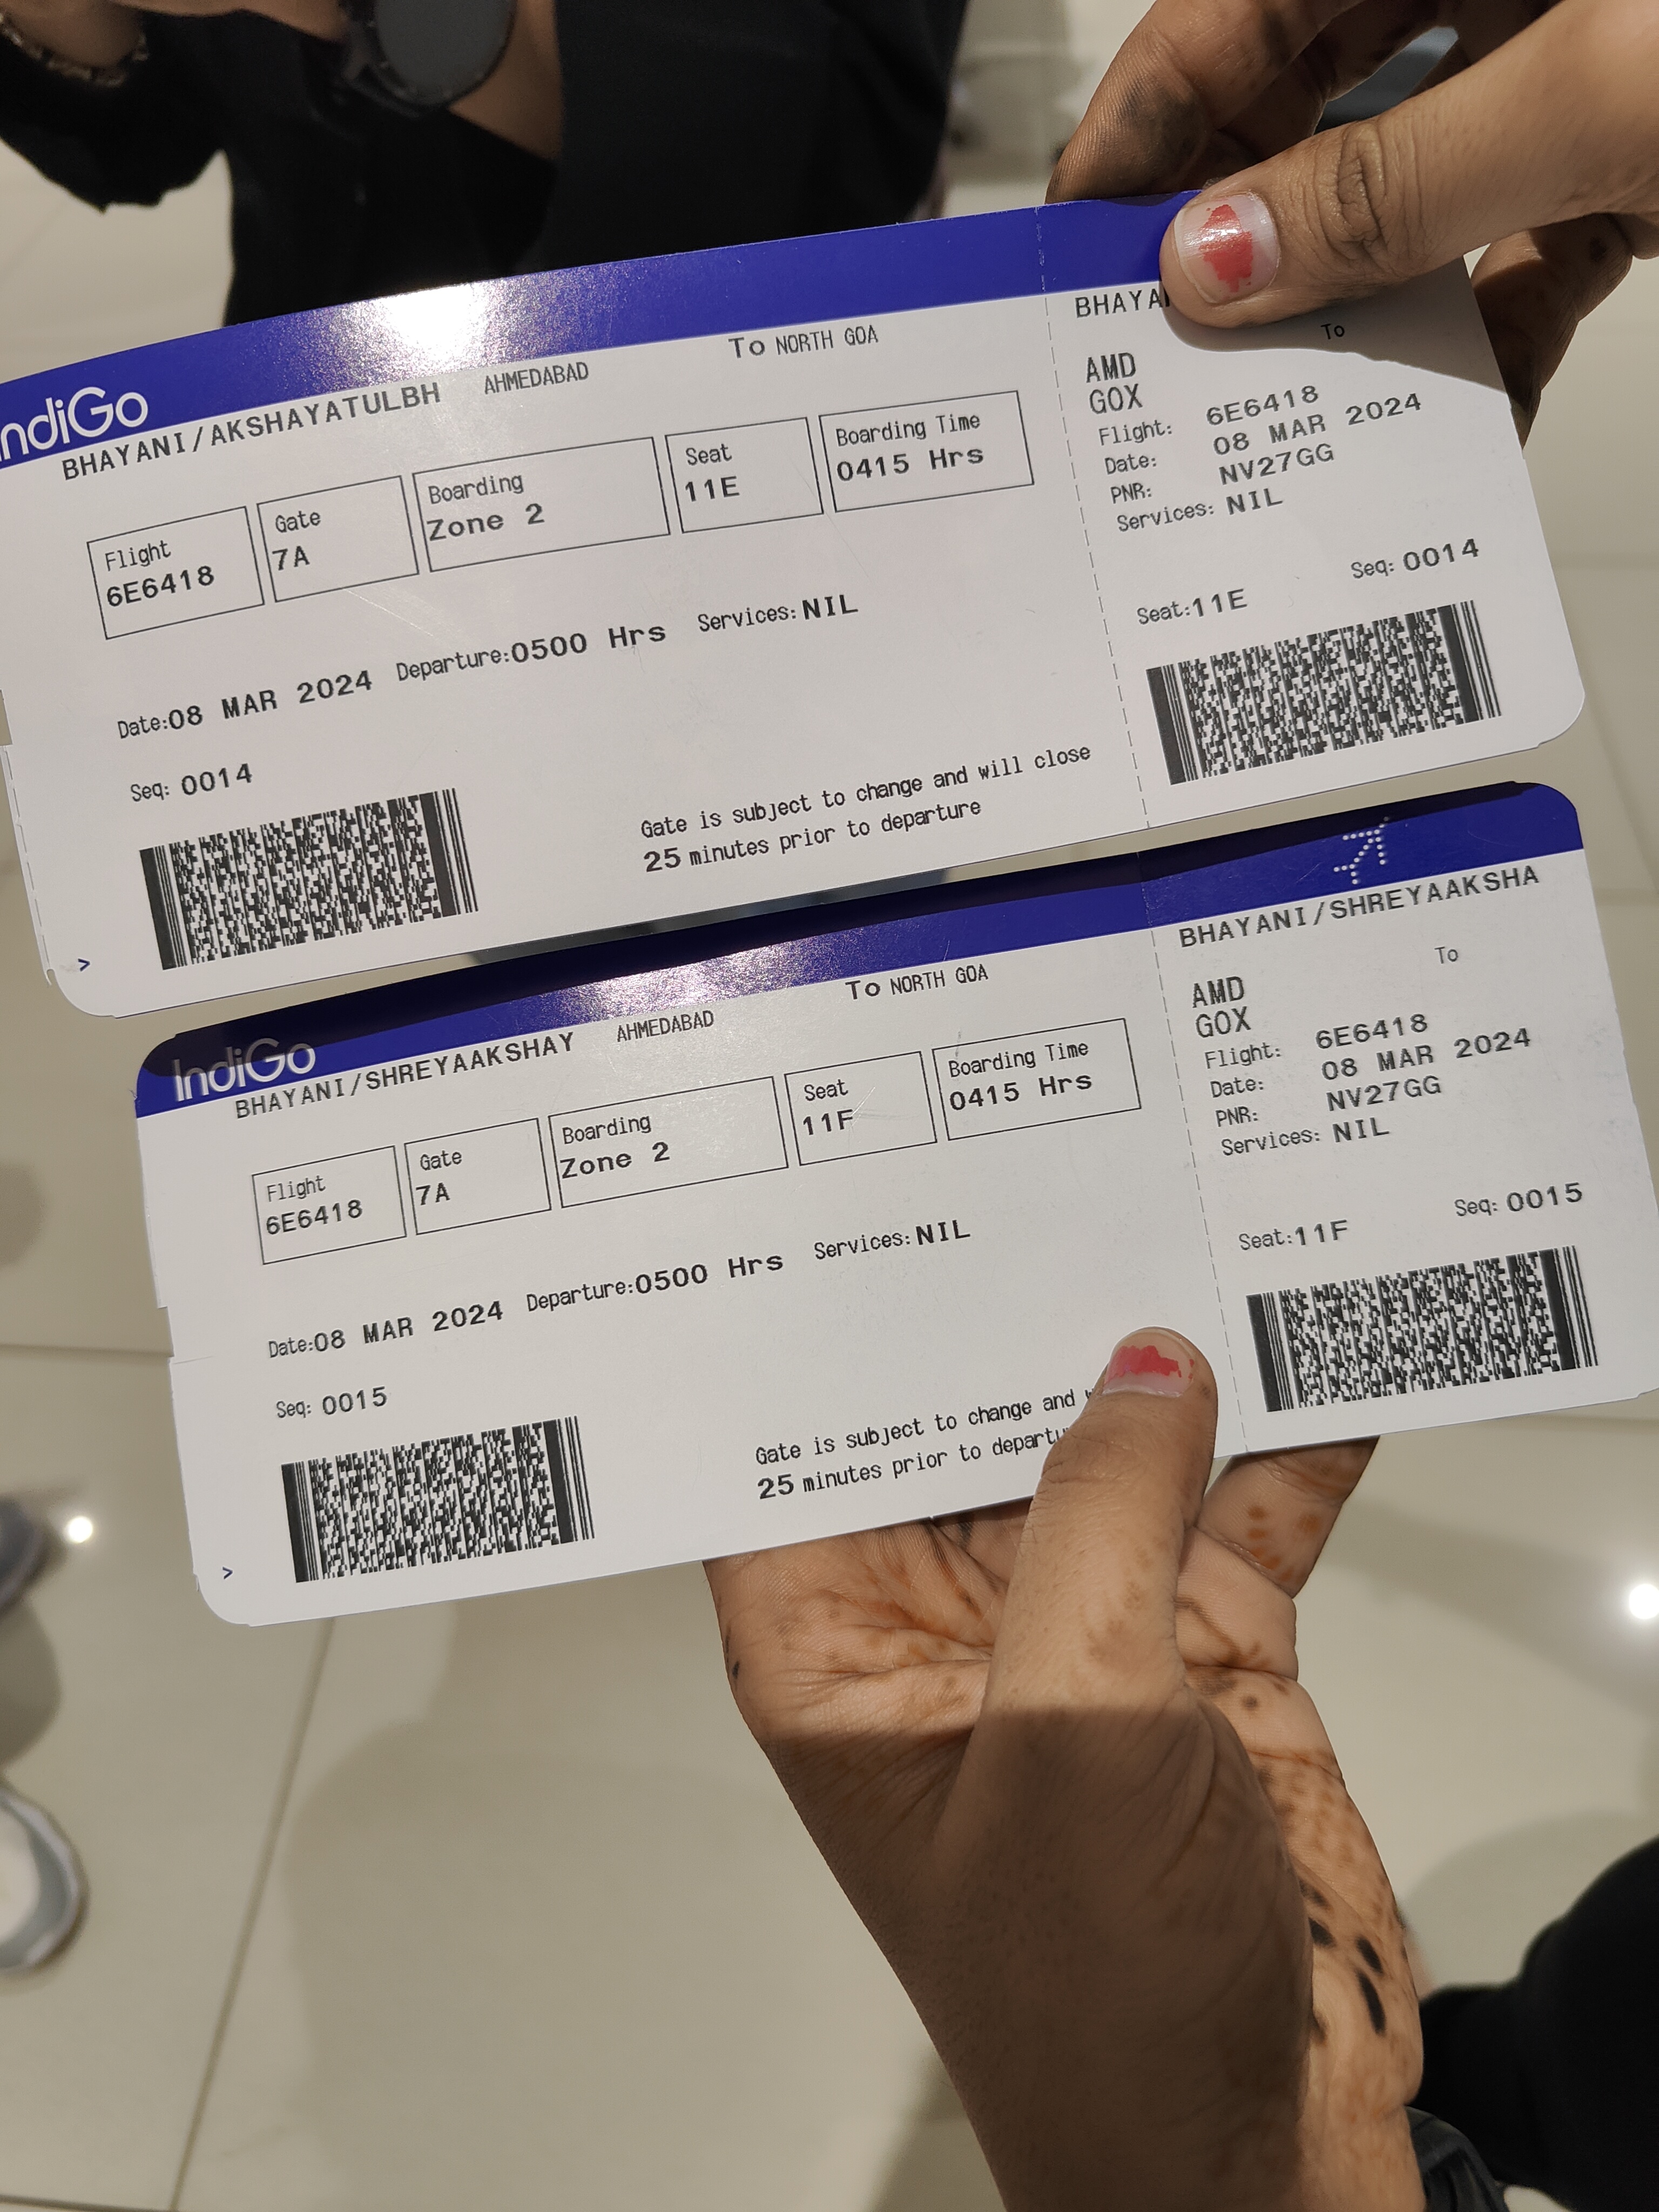 IndiGo
BHAYANI/AKSHAYATULBH AHMEDABAD To NORTH GOA
Flight Gate Boarding Seat Boarding Time
6E6418 7A Zone 2 11E 0415 Hrs
Date:08 MAR 2024 Departure:0500 Hrs Services:NIL
Seq: 0014
Gate is subject to change and will close
25 minutes prior to departure
>
To
AMD
GOX
Flight: 6E6418
Date: 08 MAR 2024
PNR: NV27GG
Services: NIL
Seat:11E Seq: 0014
IndiGo
BHAYANI/SHREYAAKSHAY AHMEDABAD To NORTH GOA
Flight Gate Boarding Seat Boarding Time
6E6418 7A Zone 2 11F 0415 Hrs
Date:08 MAR 2024 Departure:0500 Hrs Services:NIL
Seq: 0015
Gate is subject to change and
25 minutes prior to
>
BHAYANI/SHREYAAKSHA
To
AMD
GOX
Flight: 6E6418
Date: 08 MAR 2024
PNR: NV27GG
Services: NIL
Seat:11F Seq: 0015